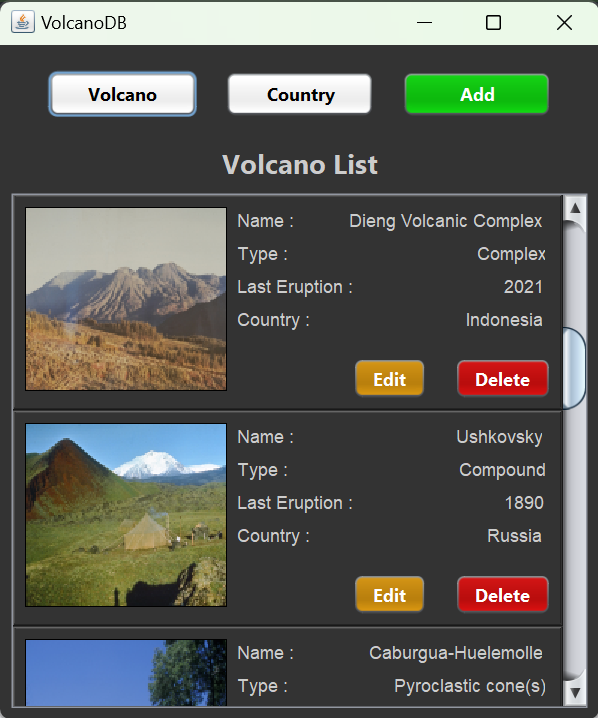 VolcanoDB
Volcano Country Add
Volcano List
Name : Dieng Volcanic Complex
Type : Complex
Last Eruption : 2021
Country : Indonesia
Edit Delete
Name : Ushkovsky
Type : Compound
Last Eruption : 1890
Country : Russia
Edit Delete
Name : Caburgua-Huelemolle
Type : Pyroclastic cone(s)